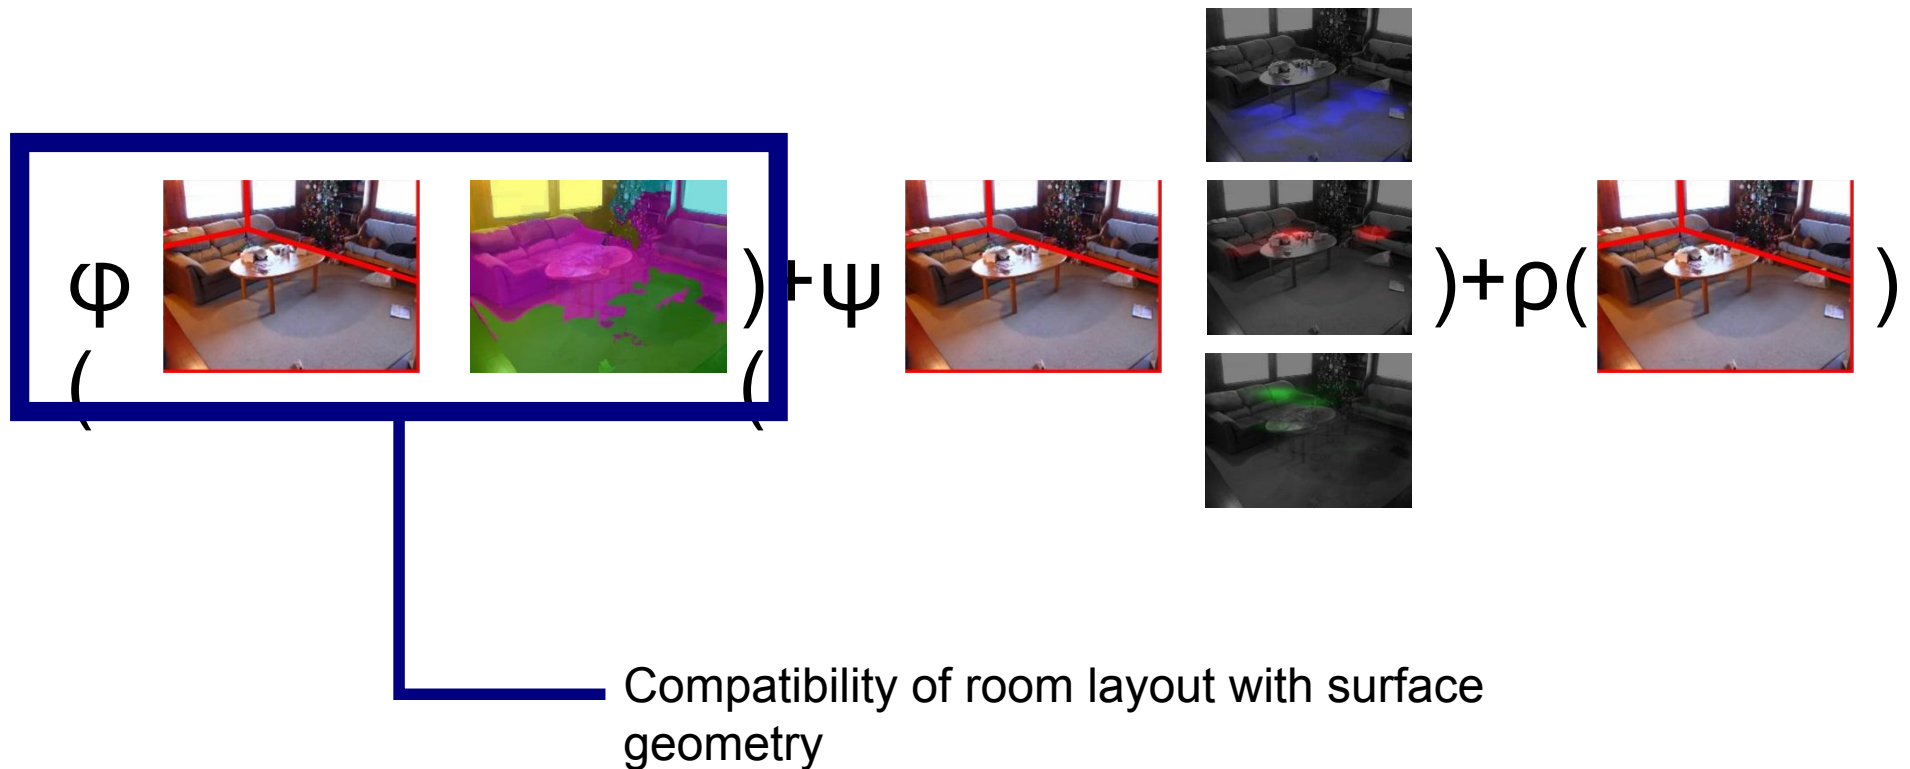 φ
(
)+ψ
(
)+ρ(
)
Compatibility of room layout with surface
geometry